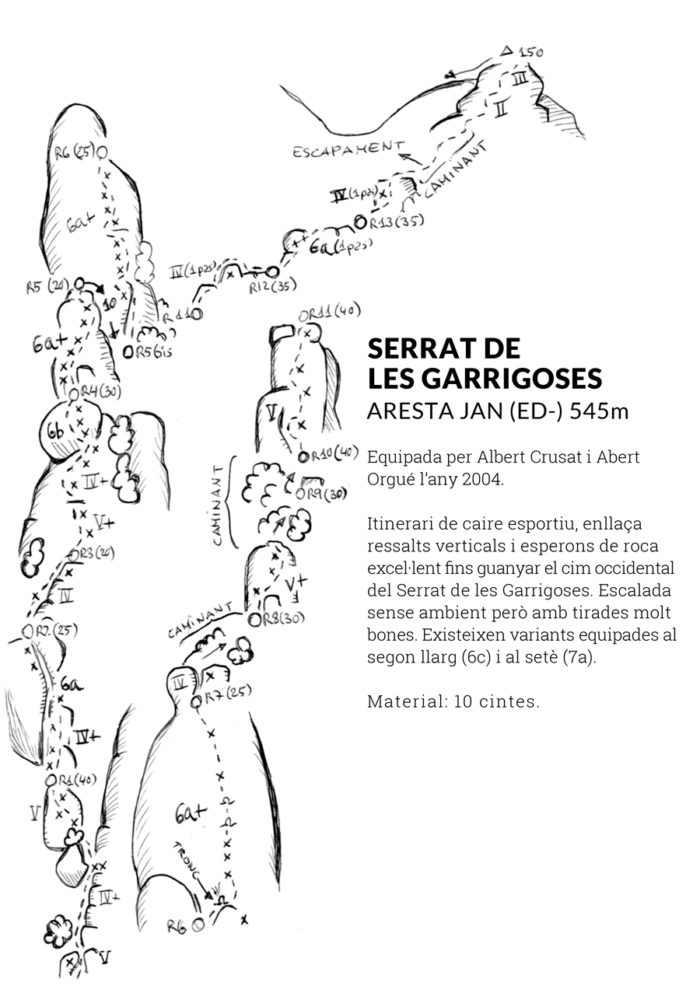 △ 150
III
II
ESCAPAMENT
CAMINANT
IV (1pas)
R13 (35)
6a (1pas)
IV (1pas)
R12 (35)
R11
R6 (25)
6a+
R5 (20)
10
R5 bis
6a+
R4 (30)
6b
IV+
V+
R3 (20)
IV
R2 (25)
6a
IV+
R1 (40)
V
IV+
V
R11 (40)
V
R10 (40)
CAMINANT
R9 (30)
V+
R8 (30)
CAMINANT
IV
R7 (25)
6a+
TRONC
R6
SERRAT DE
LES GARRIGOSES
ARESTA JAN (ED-) 545m
Equipada per Albert Crusat i Abert
Orgué l'any 2004.
Itinerari de caire esportiu, enllaça
ressalts verticals i esperons de roca
excel·lent fins guanyar el cim occidental
del Serrat de les Garrigoses. Escalada
sense ambient però amb tirades molt
bones. Existeixen variants equipades al
segon llarg (6c) i al setè (7a).
Material: 10 cintes.